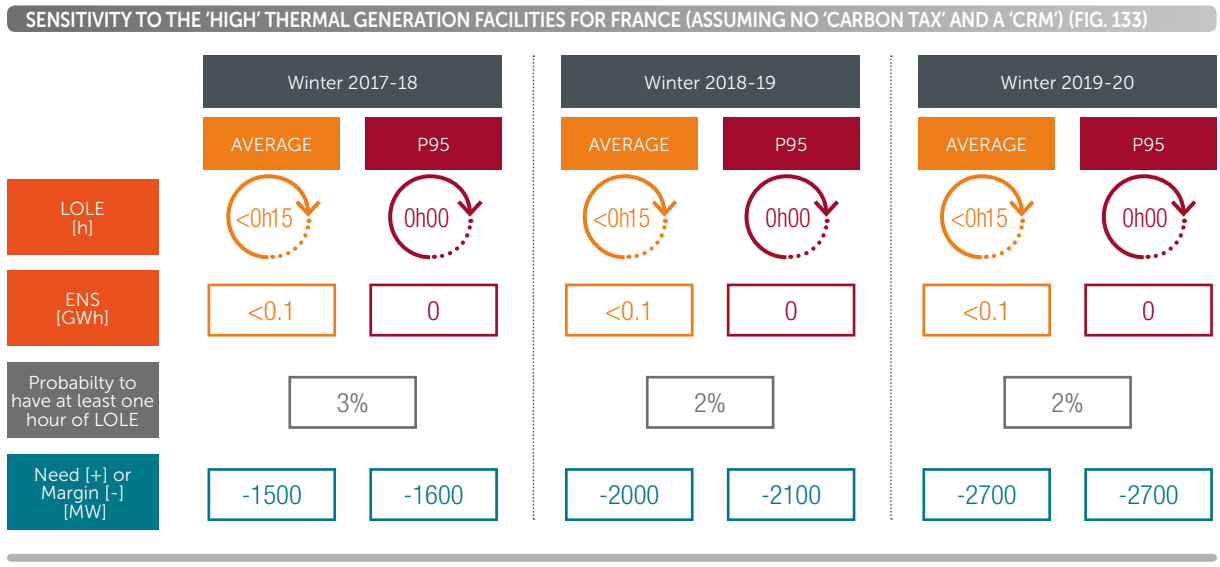 SENSITIVITY TO THE 'HIGH' THERMAL GENERATION FACILITIES FOR FRANCE (ASSUMING NO 'CARBON TAX' AND A 'CRM') (FIG. 133)
Winter 2017-18 Winter 2018-19 Winter 2019-20
AVERAGE P95 AVERAGE P95 AVERAGE P95
LOLE
[h]
<0h15 0h00 <0h15 0h00 <0h15 0h00
ENS
[GWh]
<0.1 0 <0.1 0 <0.1 0
Probabilty to
have at least one
hour of LOLE
3% 2% 2%
Need [+] or
Margin [-]
[MW]
-1500 -1600 -2000 -2100 -2700 -2700